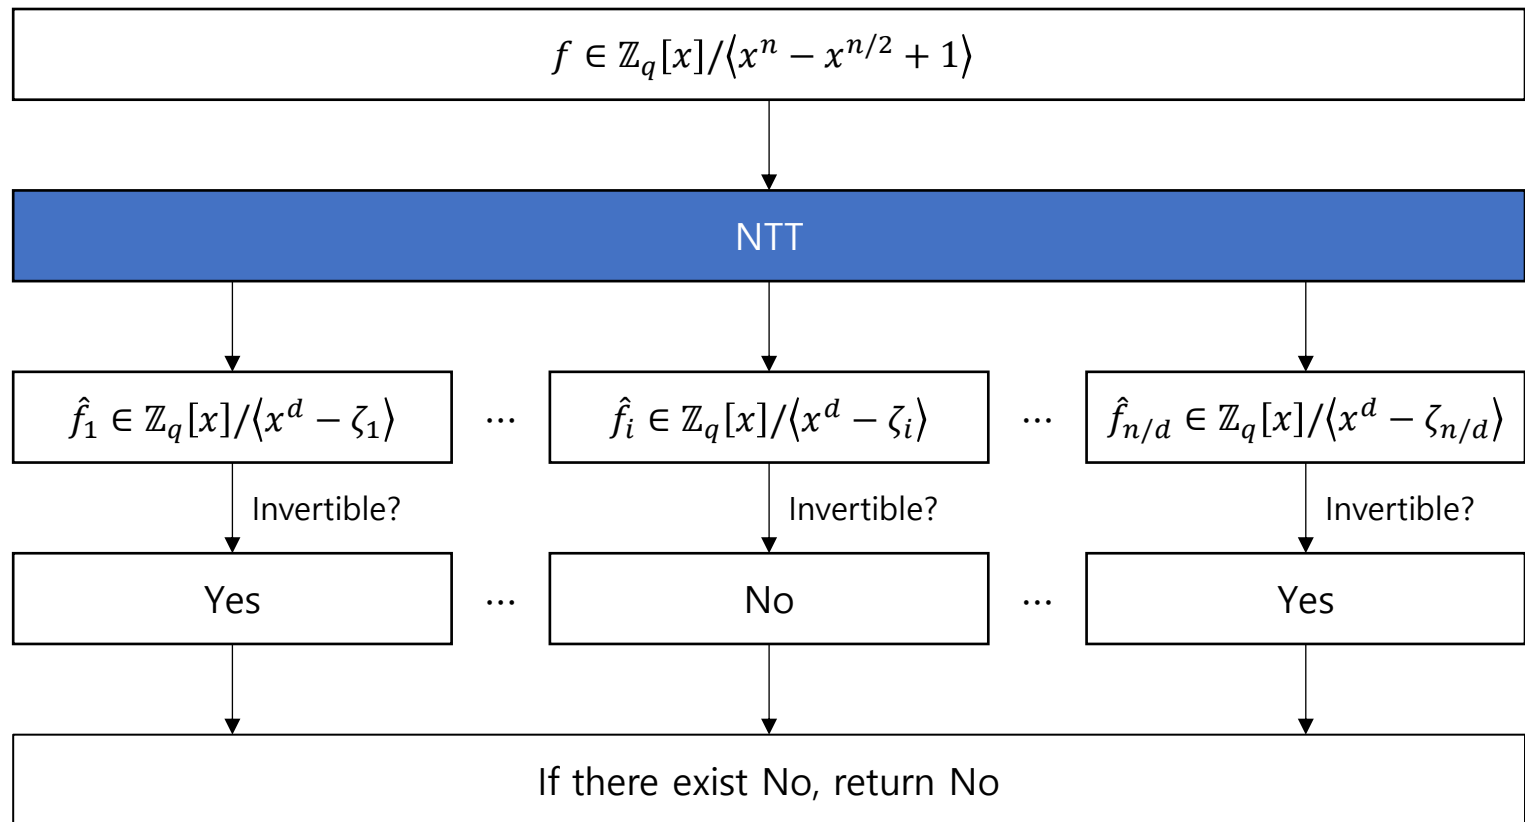 f ∈ ℤ_q[x]/⟨x^n − x^{n/2} + 1⟩
NTT
f̂_1 ∈ ℤ_q[x]/⟨x^d − ζ_1⟩ ⋯ f̂_i ∈ ℤ_q[x]/⟨x^d − ζ_i⟩ ⋯ f̂_{n/d} ∈ ℤ_q[x]/⟨x^d − ζ_{n/d}⟩
Invertible? Invertible? Invertible?
Yes ⋯ No ⋯ Yes
If there exist No, return No